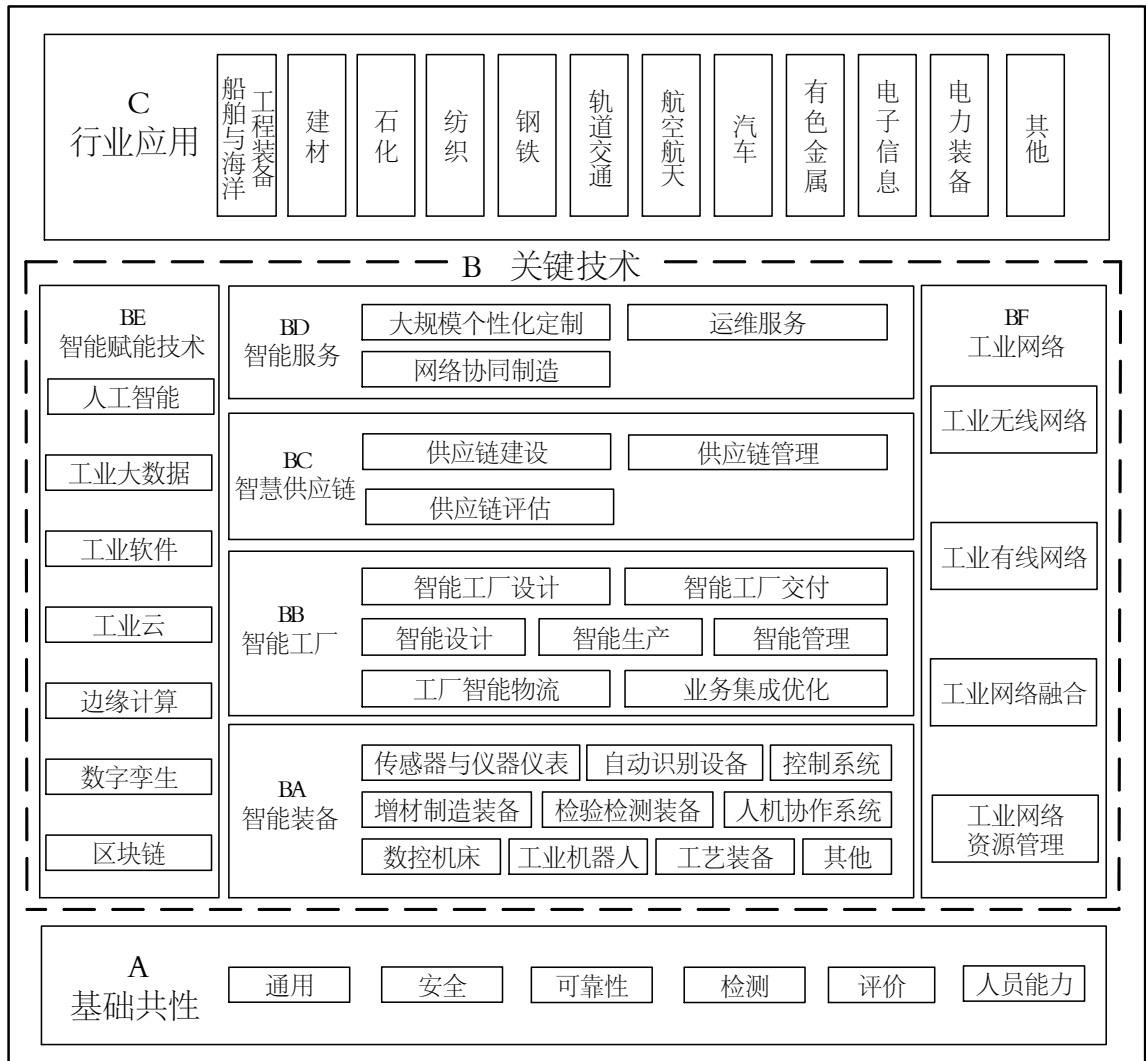 C
行业应用
船舶与海洋
工程装备
建材
石化
纺织
钢铁
轨道交通
航空航天
汽车
有色金属
电子信息
电力装备
其他
B 关键技术
BE
智能赋能技术
人工智能
工业大数据
工业软件
工业云
边缘计算
数字孪生
区块链
BD
智能服务
大规模个性化定制
运维服务
网络协同制造
BC
智慧供应链
供应链建设
供应链管理
供应链评估
BB
智能工厂
智能工厂设计
智能工厂交付
智能设计
智能生产
智能管理
工厂智能物流
业务集成优化
BA
智能装备
传感器与仪器仪表
自动识别设备
控制系统
增材制造装备
检验检测装备
人机协作系统
数控机床
工业机器人
工艺装备
其他
BF
工业网络
工业无线网络
工业有线网络
工业网络融合
工业网络
资源管理
A
基础共性
通用
安全
可靠性
检测
评价
人员能力